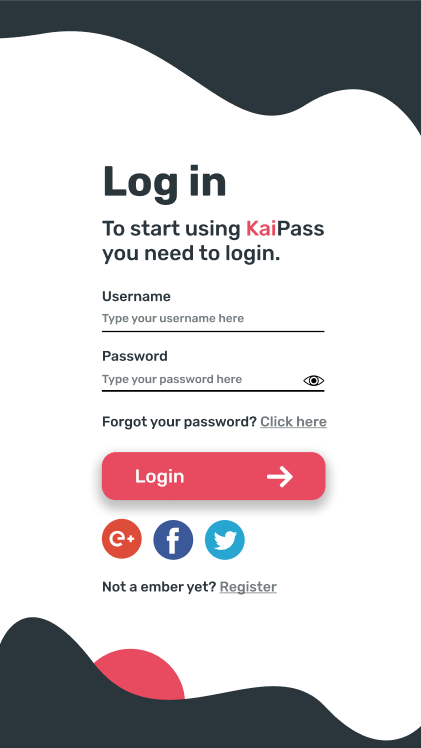 Log in
To start using KaiPass
you need to login.
Username
Type your username here
Password
Type your password here
Forgot your password? Click here
Login
e+ f
Not a ember yet? Register